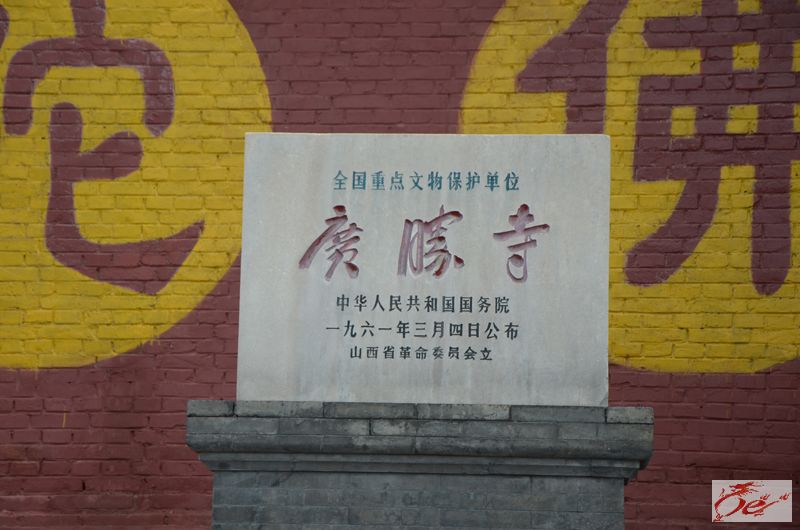 陀 佛
全国重点文物保护单位
廣勝寺
中华人民共和国国务院
一九六一年三月四日公布
山西省革命委员会立